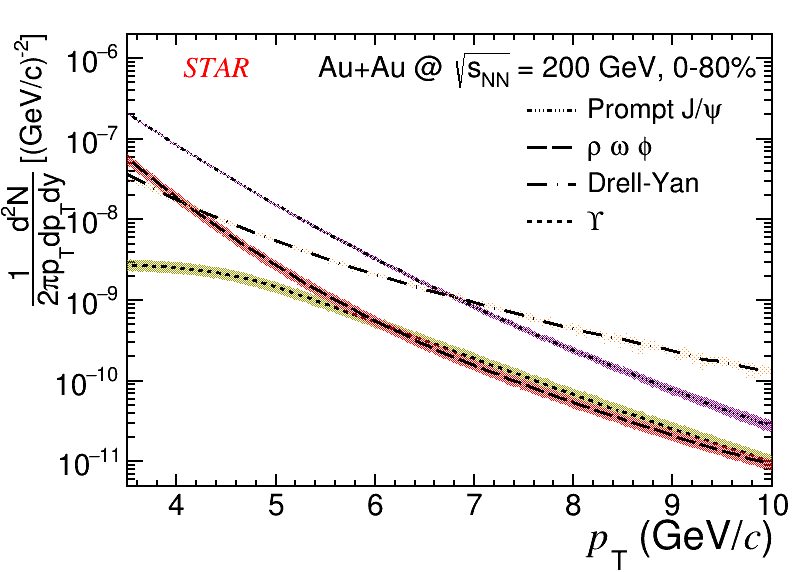 STAR
Au+Au @ √s_NN = 200 GeV, 0-80%
Prompt J/ψ
ρ ω ϕ
Drell-Yan
ϒ
1/(2πp_T) d²N/(dp_T dy) [(GeV/c)⁻²]
10⁻⁶
10⁻⁷
10⁻⁸
10⁻⁹
10⁻¹⁰
10⁻¹¹
4 5 6 7 8 9 10
p_T (GeV/c)